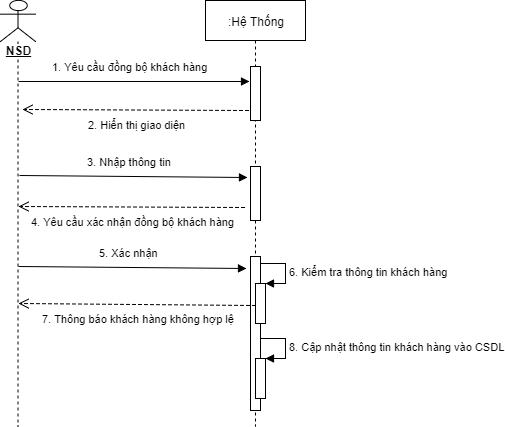 :Hệ Thống
NSD
1. Yêu cầu đồng bộ khách hàng
2. Hiển thị giao diện
3. Nhập thông tin
4. Yêu cầu xác nhận đồng bộ khách hàng
5. Xác nhận
6. Kiểm tra thông tin khách hàng
7. Thông báo khách hàng không hợp lệ
8. Cập nhật thông tin khách hàng vào CSDL